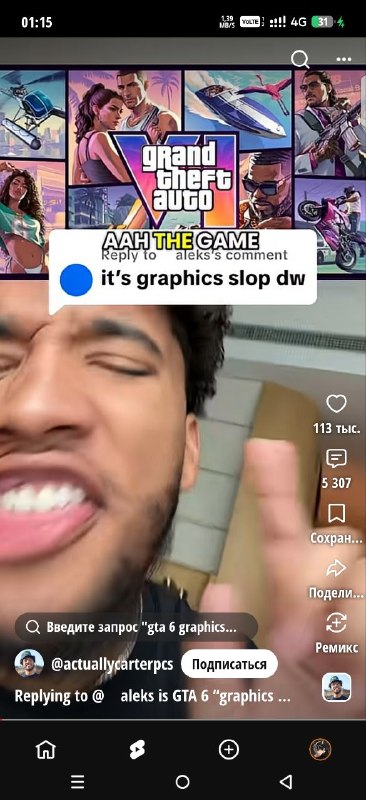 01:15
1,39
MB/S
VoLTE
4G
31
grand
theft
auto
VI
AAH THE GAME
Reply to aleks's comment
it's graphics slop dw
113 тыс.
5 307
Сохран...
Подели...
Ремикс
Введите запрос "gta 6 graphics...
@actuallycarterpcs
Подписаться
Replying to @ aleks is GTA 6 “graphics ...